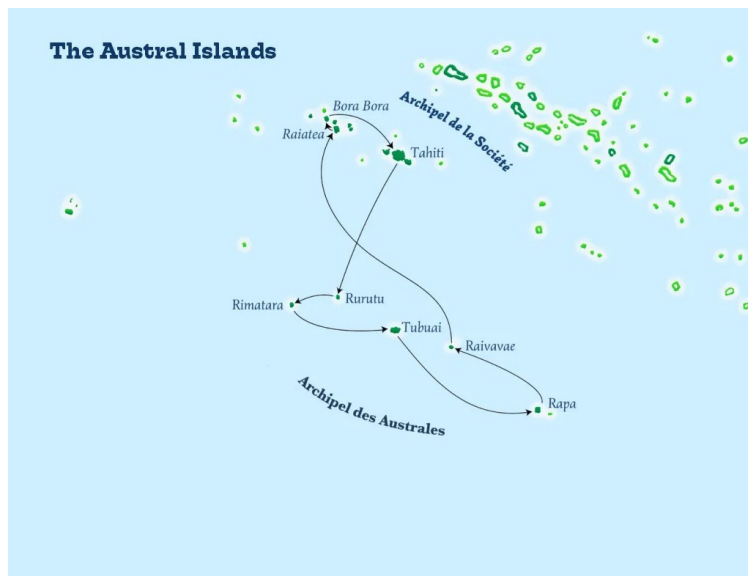 The Austral Islands
Bora Bora
Archipel de la Société
Raiatea
Tahiti
Rimatara
Rurutu
Tubuai
Raivavae
Rapa
Archipel des Australes